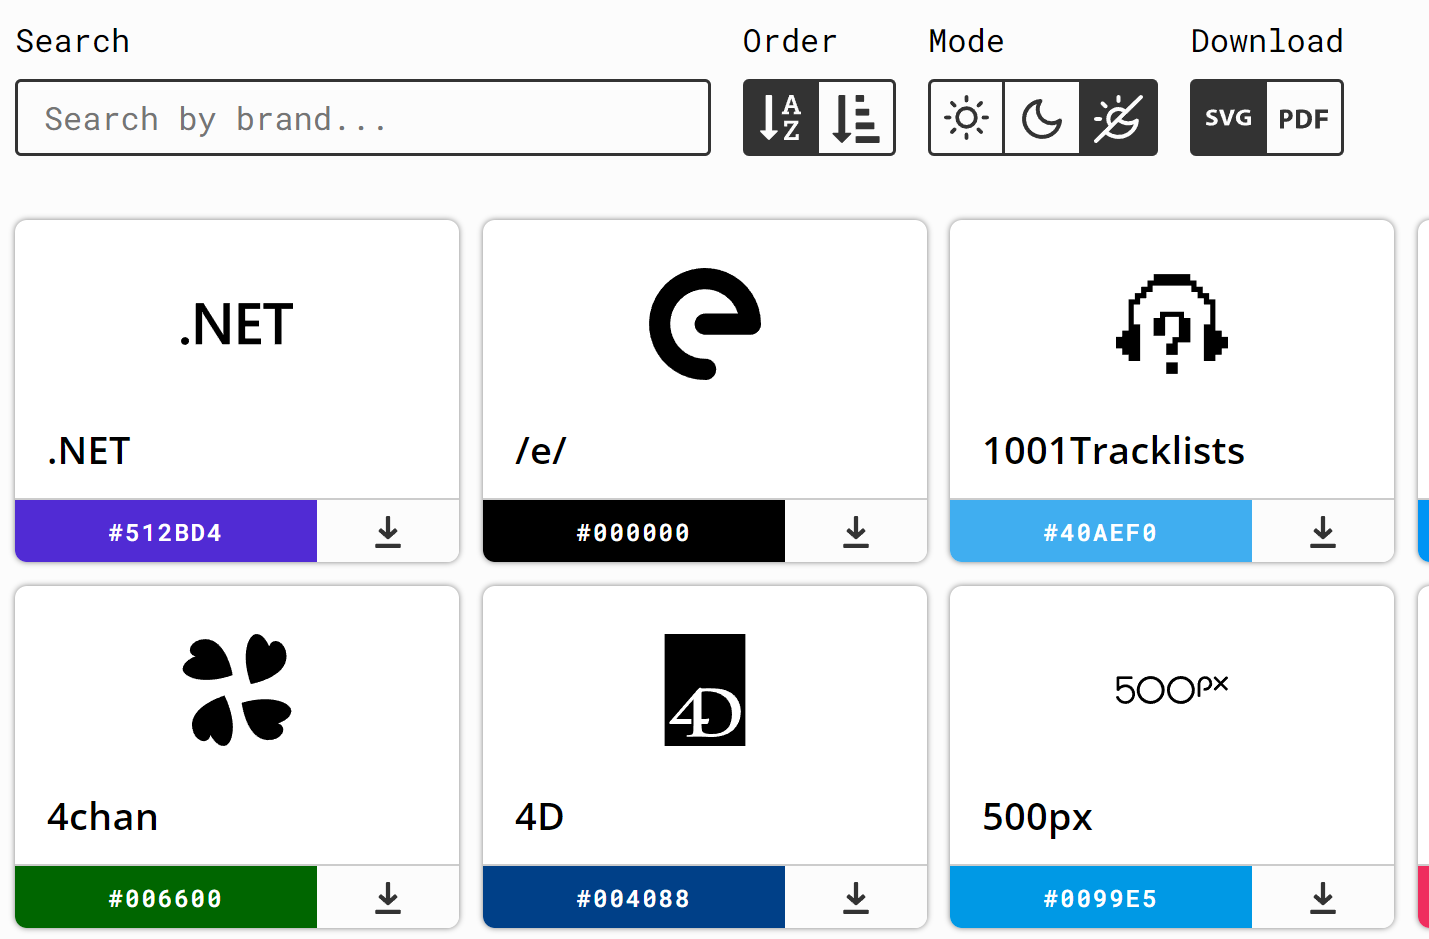 Search
Order
Mode
Download
Search by brand...
A
Z
SVG
PDF
.NET
e
?
.NET
/e/
1001Tracklists
#512BD4
#000000
#40AEF0
4D
500px
4chan
4D
500px
#006600
#004088
#0099E5